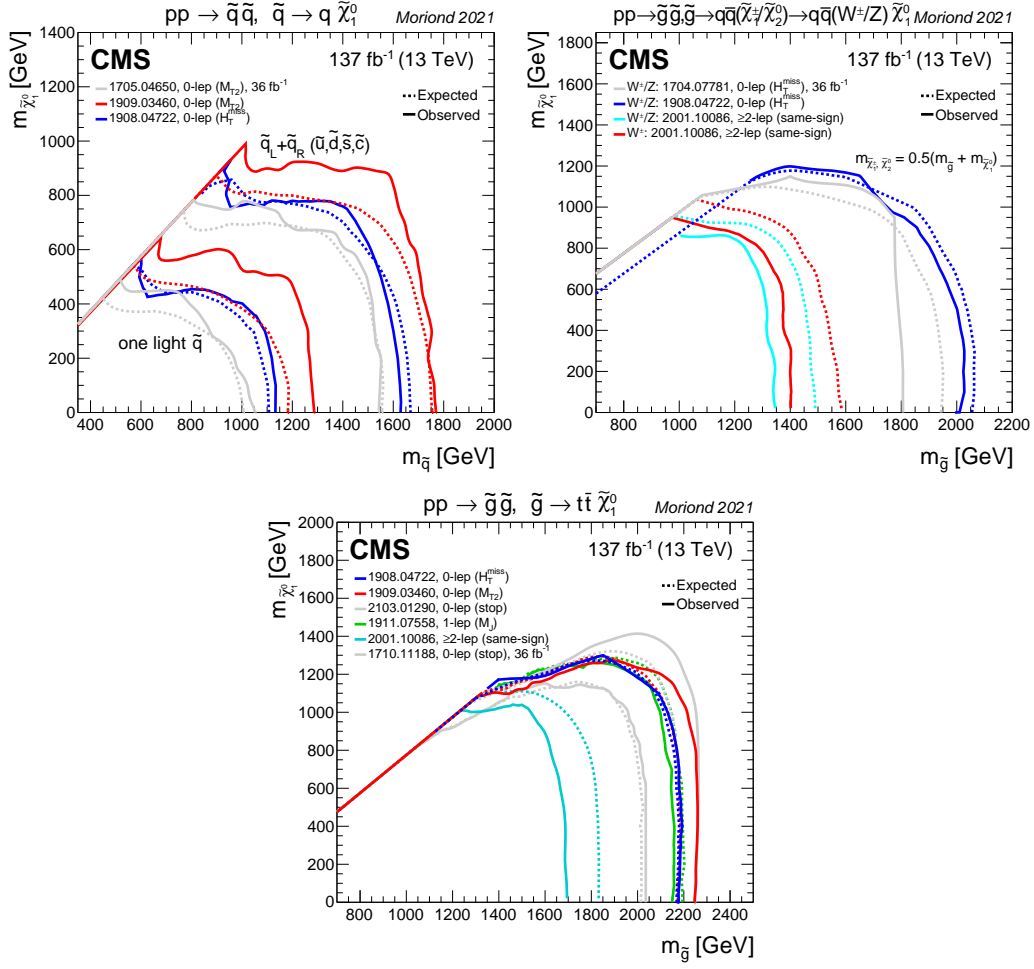 pp → q̃ q̃, q̃ → q χ̃₁⁰ Moriond 2021
CMS 137 fb⁻¹ (13 TeV)
1705.04650, 0-lep (M_T2), 36 fb⁻¹
1909.03460, 0-lep (M_T2)
1908.04722, 0-lep (H_T^miss)
Expected
Observed
q̃_L+q̃_R (ũ,d̃,s̃,c̃)
one light q̃
m_χ̃₁⁰ [GeV]
1400
1200
1000
800
600
400
200
0
400 600 800 1000 1200 1400 1600 1800 2000
m_q̃ [GeV]
pp→g̃g̃,g̃→qq̄(χ̃₁±/χ̃₂⁰)→qq̄(W±/Z) χ̃₁⁰
Moriond 2021
CMS 137 fb⁻¹ (13 TeV)
W±/Z: 1704.07781, 0-lep (H_T^miss), 36 fb⁻¹
W±/Z: 1908.04722, 0-lep (H_T^miss)
W±/Z: 2001.10086, ≥2-lep (same-sign)
W±: 2001.10086, ≥2-lep (same-sign)
Expected
Observed
m_χ̃₁±, χ̃₂⁰ = 0.5(m_g̃ + m_χ̃₁⁰)
m_χ̃₁⁰ [GeV]
1800
1600
1400
1200
1000
800
600
400
200
0
800 1000 1200 1400 1600 1800 2000 2200
m_g̃ [GeV]
pp → g̃ g̃, g̃ → tt̄ χ̃₁⁰ Moriond 2021
CMS 137 fb⁻¹ (13 TeV)
1908.04722, 0-lep (H_T^miss)
1909.03460, 0-lep (M_T2)
2103.01290, 0-lep (stop)
1911.07558, 1-lep (M_J)
2001.10086, ≥2-lep (same-sign)
1710.11188, 0-lep (stop), 36 fb⁻¹
Expected
Observed
m_χ̃₁⁰ [GeV]
2000
1800
1600
1400
1200
1000
800
600
400
200
0
800 1000 1200 1400 1600 1800 2000 2200 2400
m_g̃ [GeV]